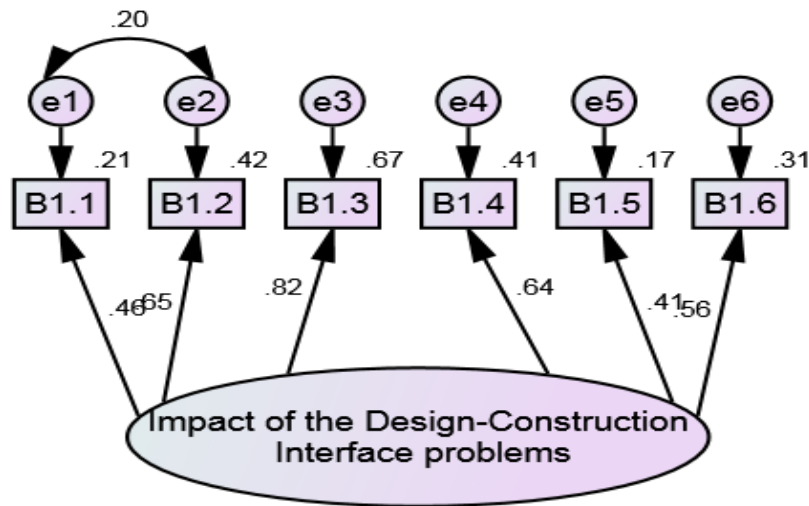 .20
e1 e2 e3 e4 e5 e6
.21 .42 .67 .41 .17 .31
B1.1 B1.2 B1.3 B1.4 B1.5 B1.6
.46 .65 .82 .64 .41 .56
Impact of the Design-Construction
Interface problems